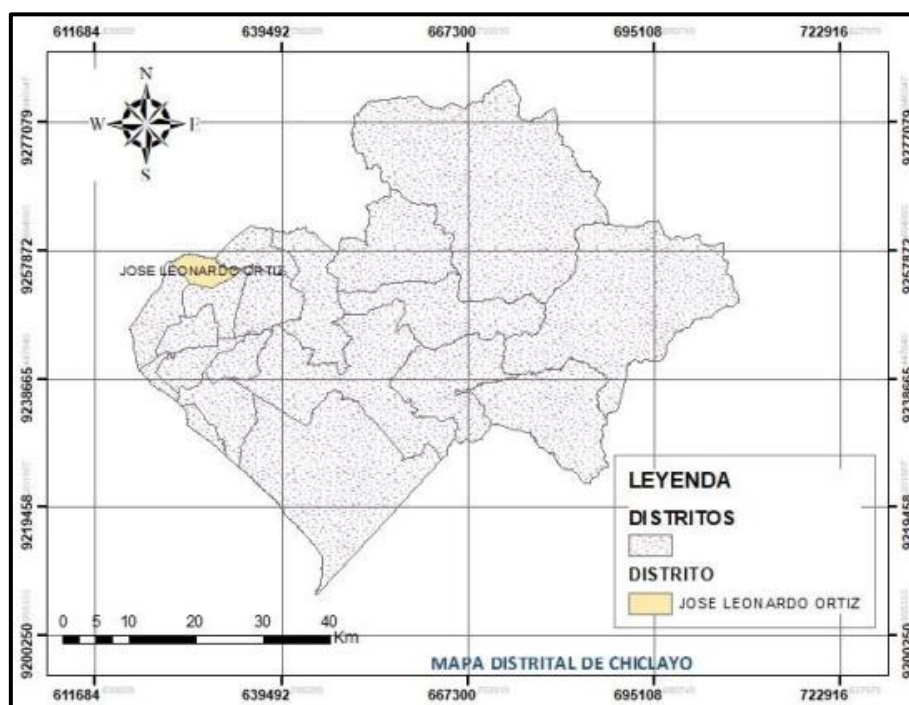 611684 639492 667300 695108 722916
N
W E
S
9277079 9277079
9257872 9257872
JOSE LEONARDO ORTIZ
9238665 9238665
LEYENDA
DISTRITOS
9219458 9219458
DISTRITO
JOSE LEONARDO ORTIZ
0 5 10 20 30 40
Km
9200250 9200250
MAPA DISTRITAL DE CHICLAYO
611684 639492 667300 695108 722916